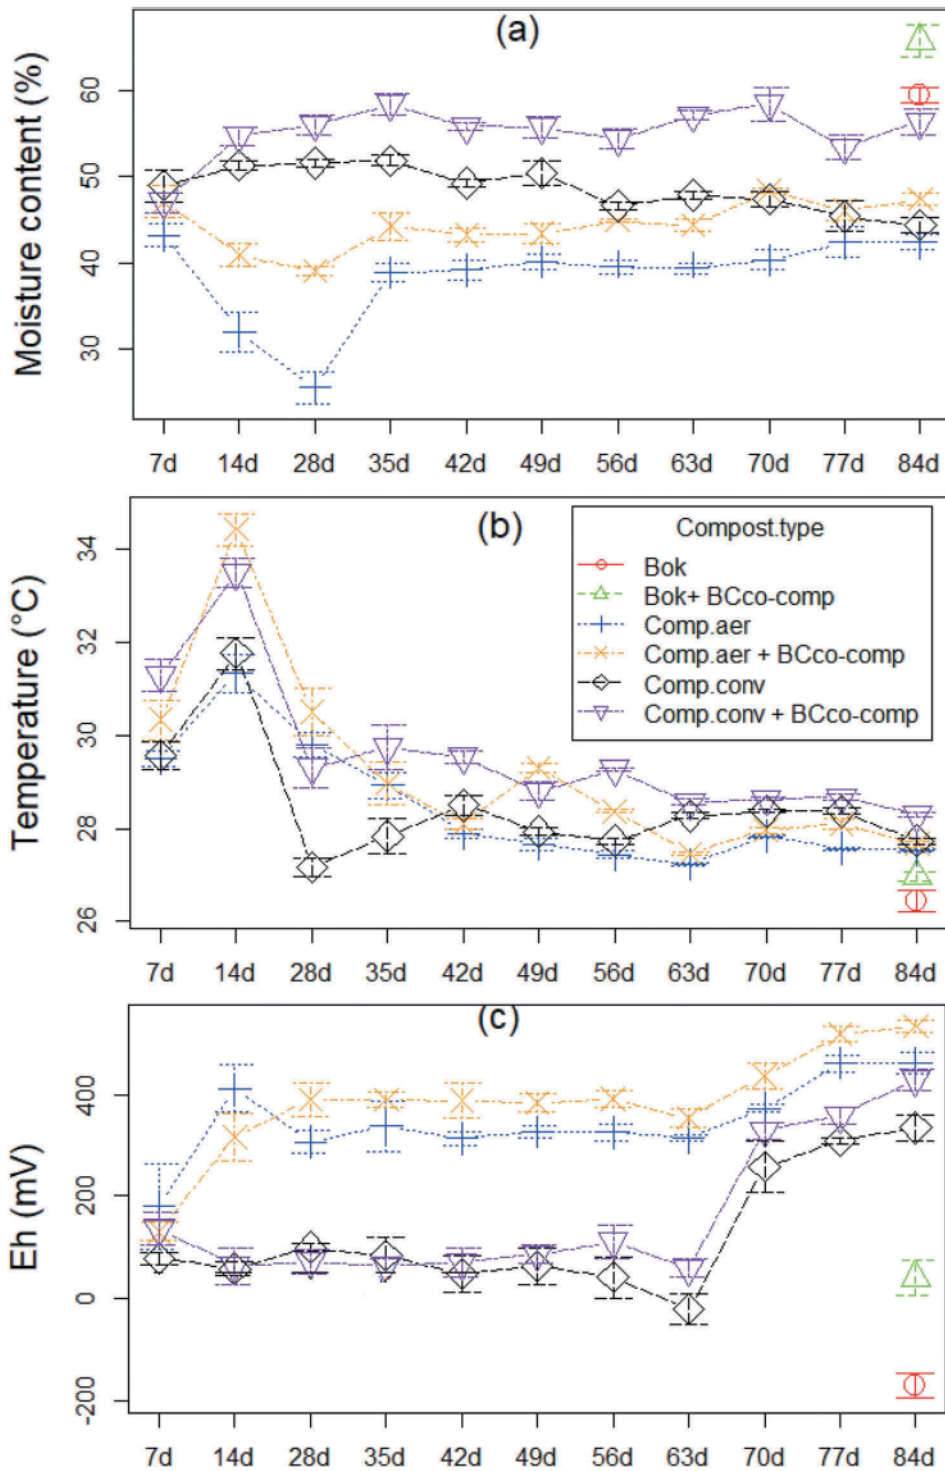 (a)
Moisture content (%)
60
50
40
30
7d 14d 28d 35d 42d 49d 56d 63d 70d 77d 84d
(b)
Temperature (°C)
34
32
30
28
26
Compost.type
Bok
Bok+ BCco-comp
Comp.aer
Comp.aer + BCco-comp
Comp.conv
Comp.conv + BCco-comp
7d 14d 28d 35d 42d 49d 56d 63d 70d 77d 84d
(c)
Eh (mV)
400
200
0
-200
7d 14d 28d 35d 42d 49d 56d 63d 70d 77d 84d